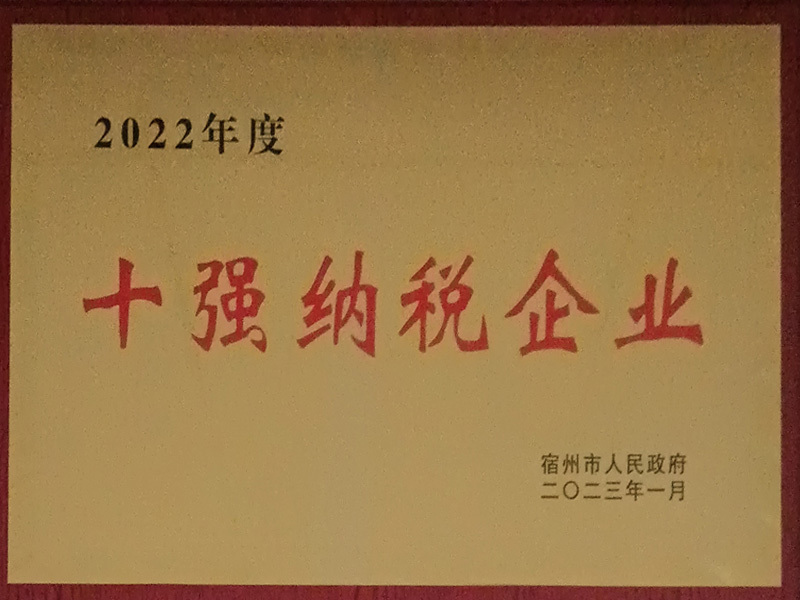 2022年度
十强纳税企业
宿州市人民政府
二〇二三年一月